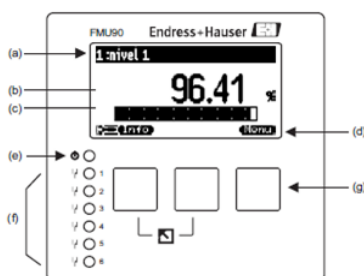 FMU90 Endress+Hauser
(a) 1:nivel 1
(b) 96.41 %
(c)
Info Menu
(d)
(e)
1
(g)
2
(f) 3
4
5
6